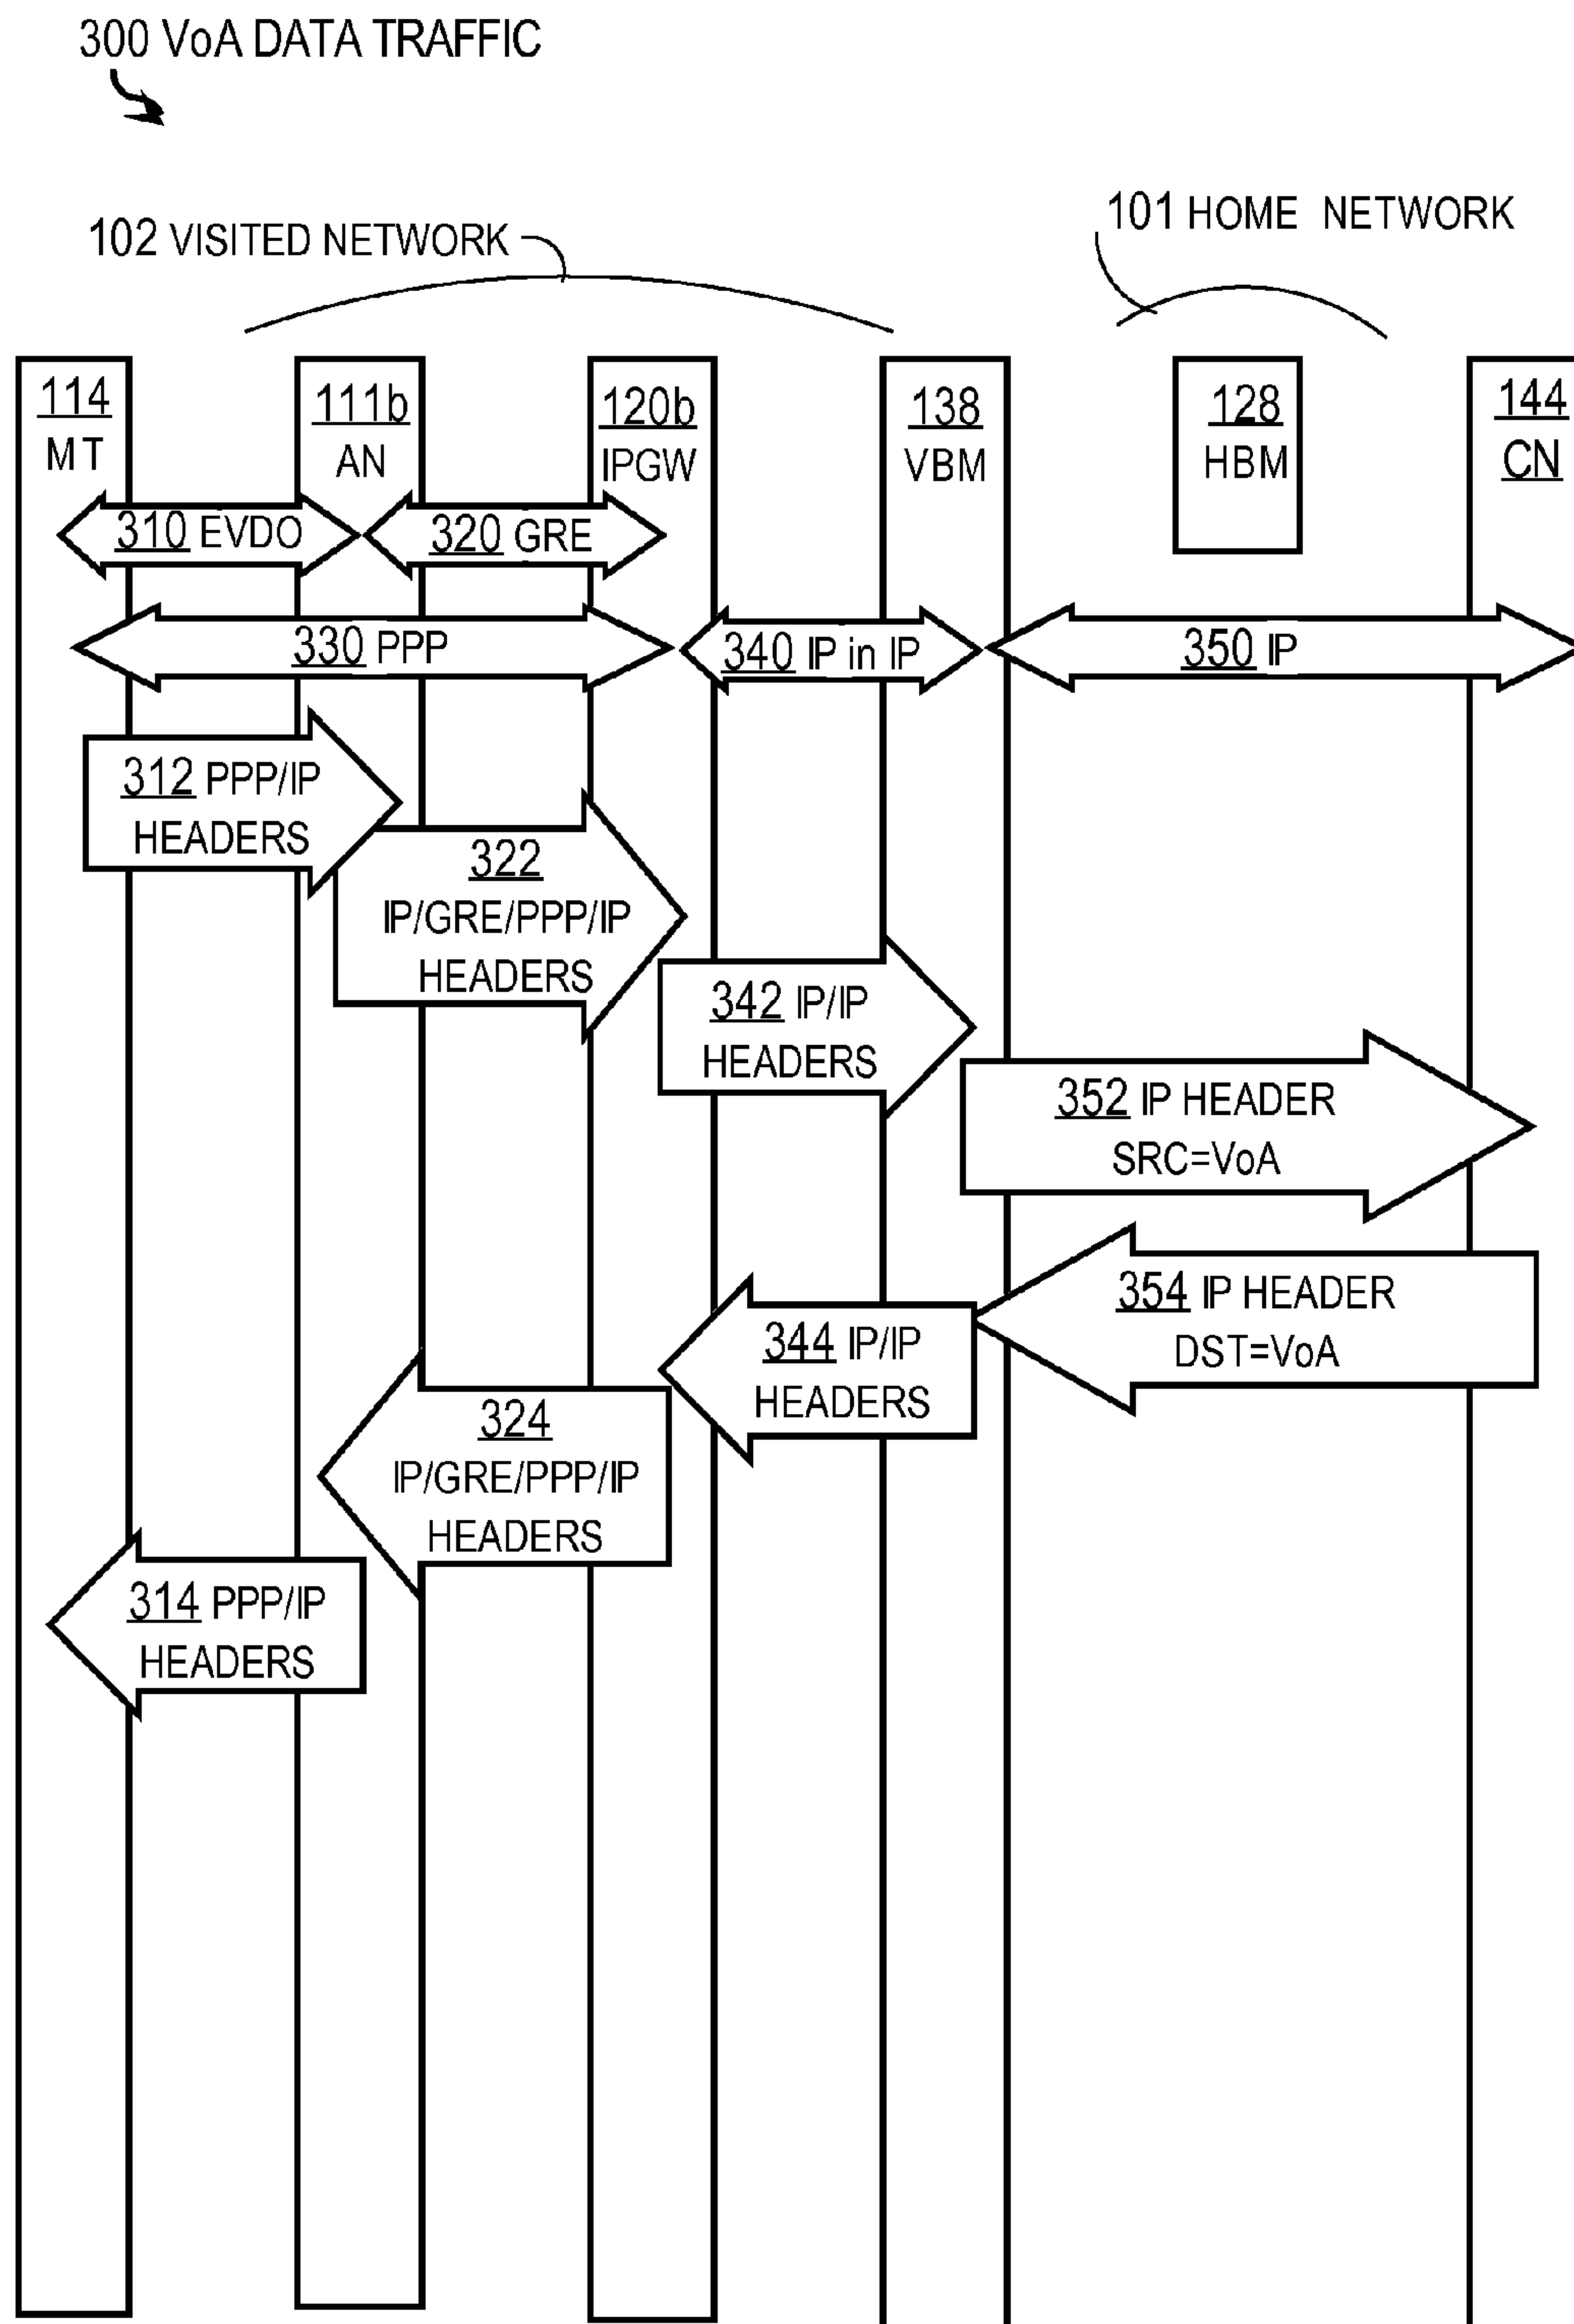 300 VoA DATA TRAFFIC
102 VISITED NETWORK
101 HOME NETWORK
114
MT
111b
AN
120b
IPGW
138
VBM
128
HBM
144
CN
310 EVDO
320 GRE
330 PPP
340 IP in IP
350 IP
312 PPP/IP
HEADERS
322
IP/GRE/PPP/IP
HEADERS
342 IP/IP
HEADERS
352 IP HEADER
SRC=VoA
354 IP HEADER
DST=VoA
344 IP/IP
HEADERS
324
IP/GRE/PPP/IP
HEADERS
314 PPP/IP
HEADERS